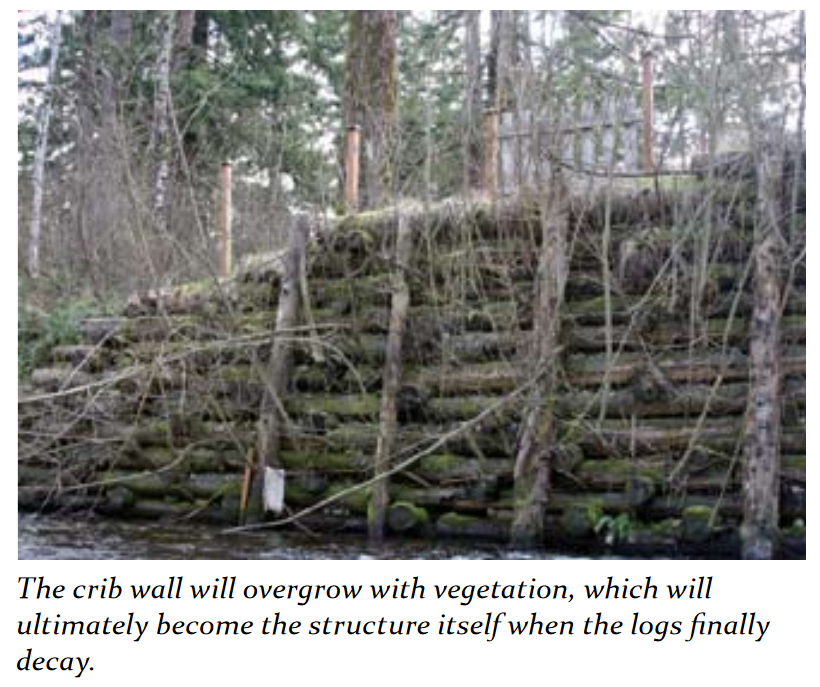 The crib wall will overgrow with vegetation, which will
ultimately become the structure itself when the logs finally
decay.